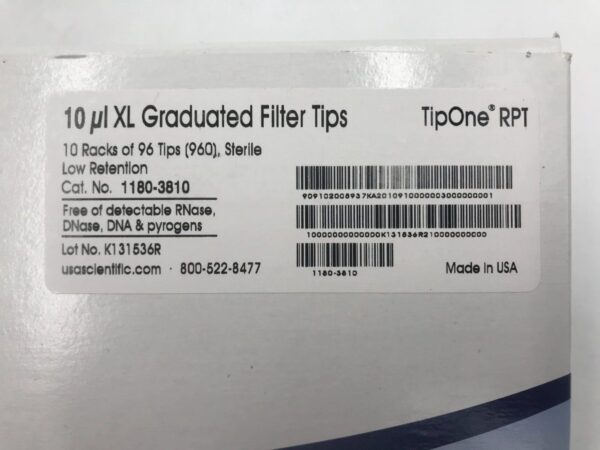 10 µl XL Graduated Filter Tips
TipOne® RPT
10 Racks of 96 Tips (960), Sterile
Low Retention
Cat. No. 1180-3810
Free of detectable RNase,
DNase, DNA & pyrogens
Lot No. K131536R
usascientific.com · 800-522-8477
1180-3810
Made in USA